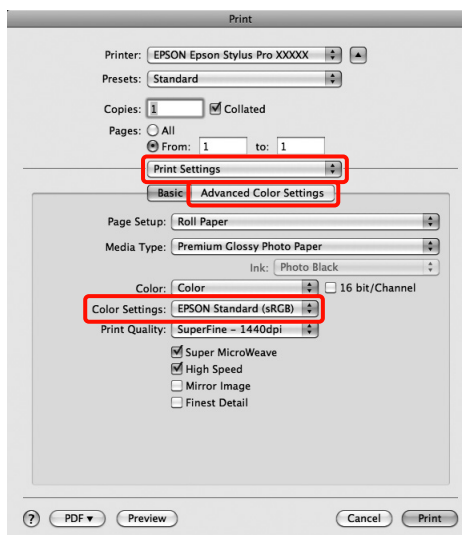 Print
Printer: EPSON Epson Stylus Pro XXXXX
Presets: Standard
Copies: 1 Collated
Pages: All
From: 1 to: 1
Print Settings
Basic Advanced Color Settings
Page Setup: Roll Paper
Media Type: Premium Glossy Photo Paper
Ink: Photo Black
Color: Color 16 bit/Channel
Color Settings: EPSON Standard (sRGB)
Print Quality: SuperFine – 1440dpi
Super MicroWeave
High Speed
Mirror Image
Finest Detail
? PDF ▾ Preview Cancel Print